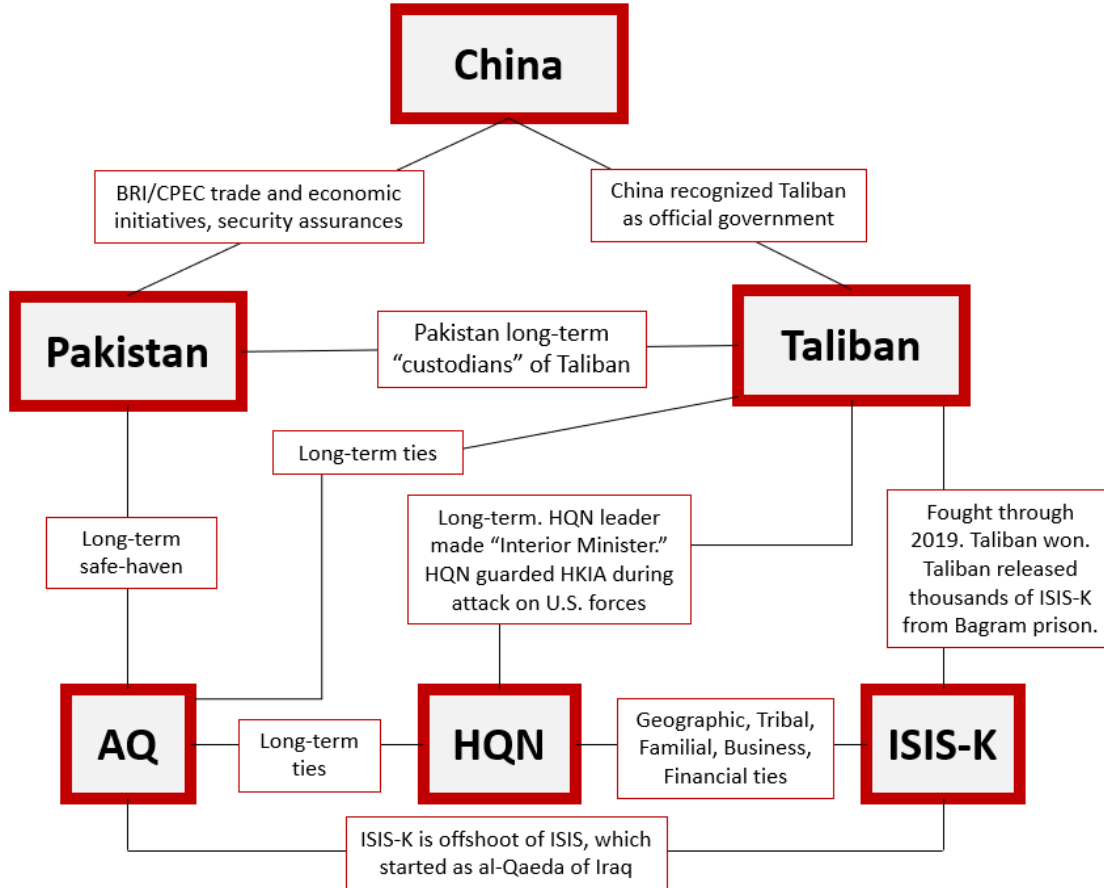 China
BRI/CPEC trade and economic
initiatives, security assurances
China recognized Taliban
as official government
Pakistan
Pakistan long-term
“custodians” of Taliban
Taliban
Long-term ties
Long-term
safe-haven
Long-term. HQN leader
made “Interior Minister.”
HQN guarded HKIA during
attack on U.S. forces
Fought through
2019. Taliban won.
Taliban released
thousands of ISIS-K
from Bagram prison.
AQ
Long-term
ties
HQN
Geographic, Tribal,
Familial, Business,
Financial ties
ISIS-K
ISIS-K is offshoot of ISIS, which
started as al-Qaeda of Iraq